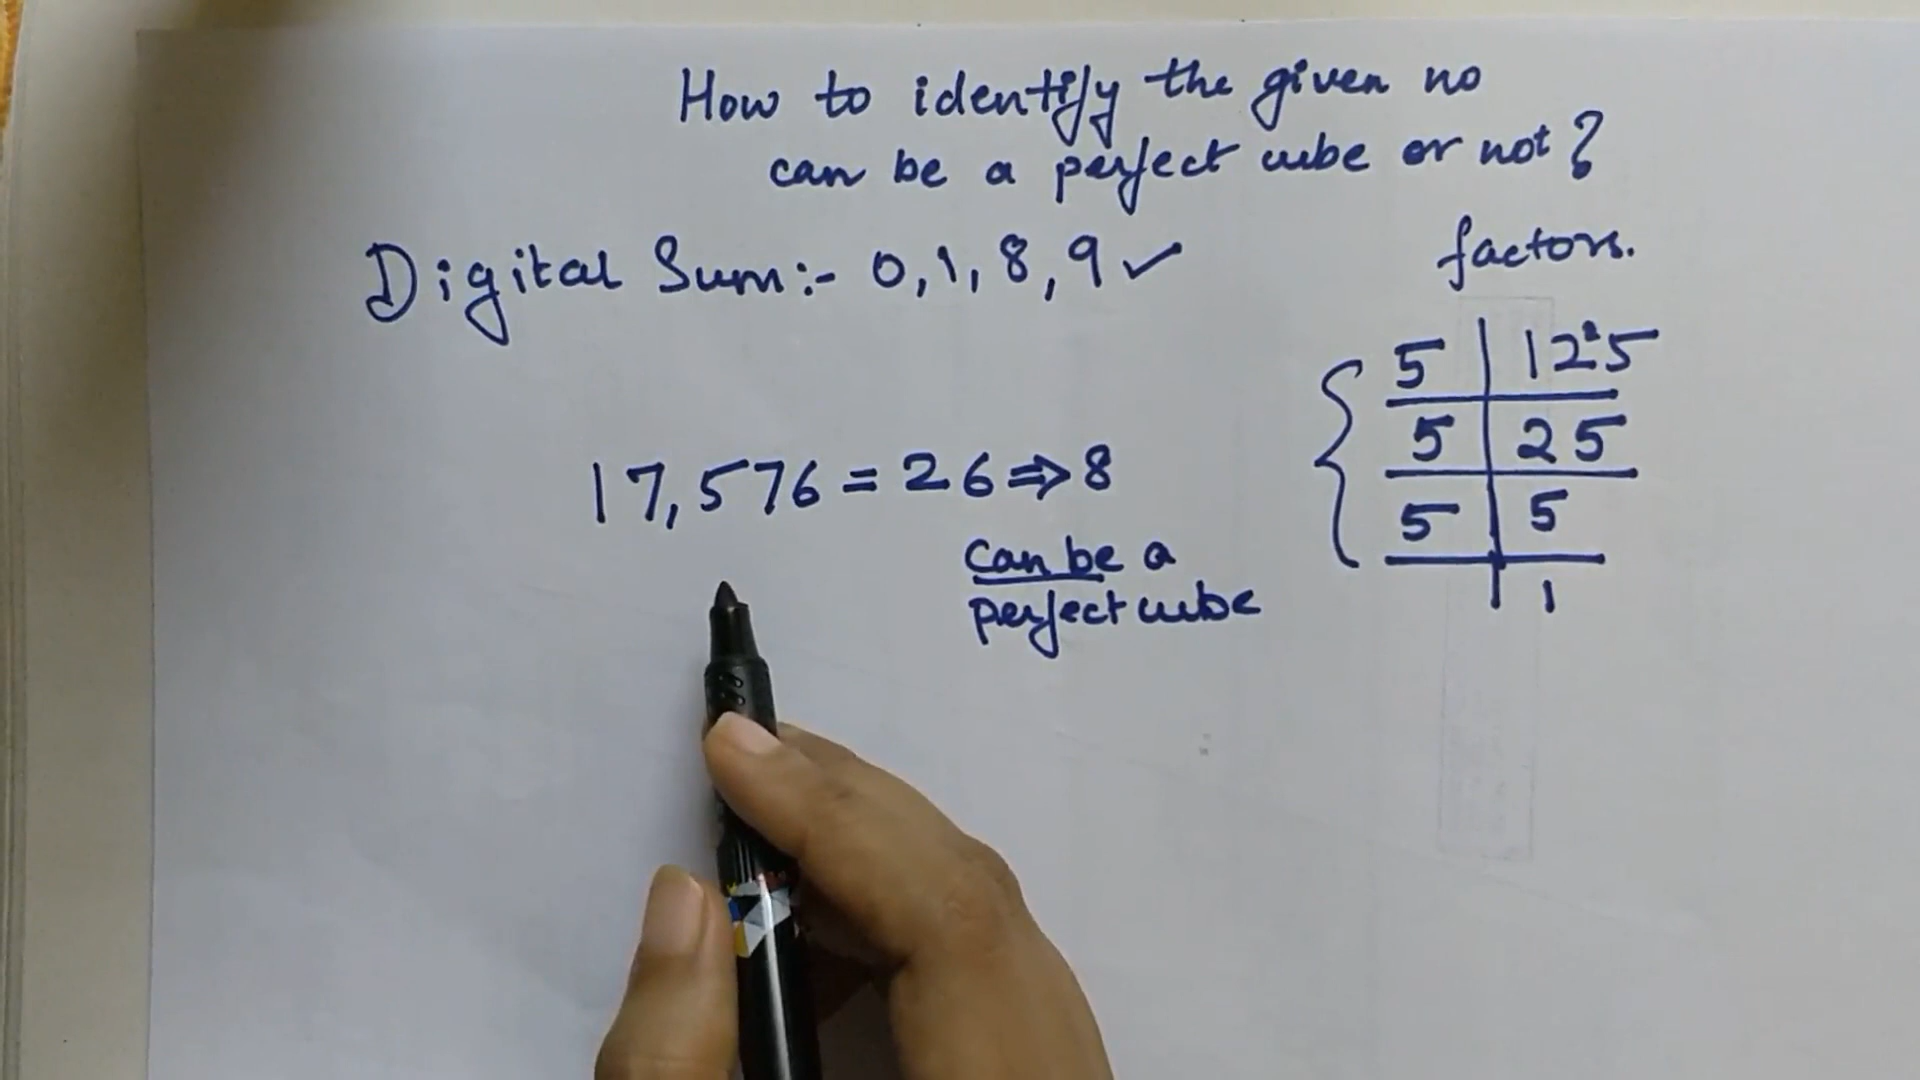 How to identify the given no
can be a perfect cube or not?
Digital Sum:- 0, 1, 8, 9 ✓
factors.
5 | 125
5 | 25
5 | 5
1
17,576 = 26 ⇒ 8
can be a
perfect cube